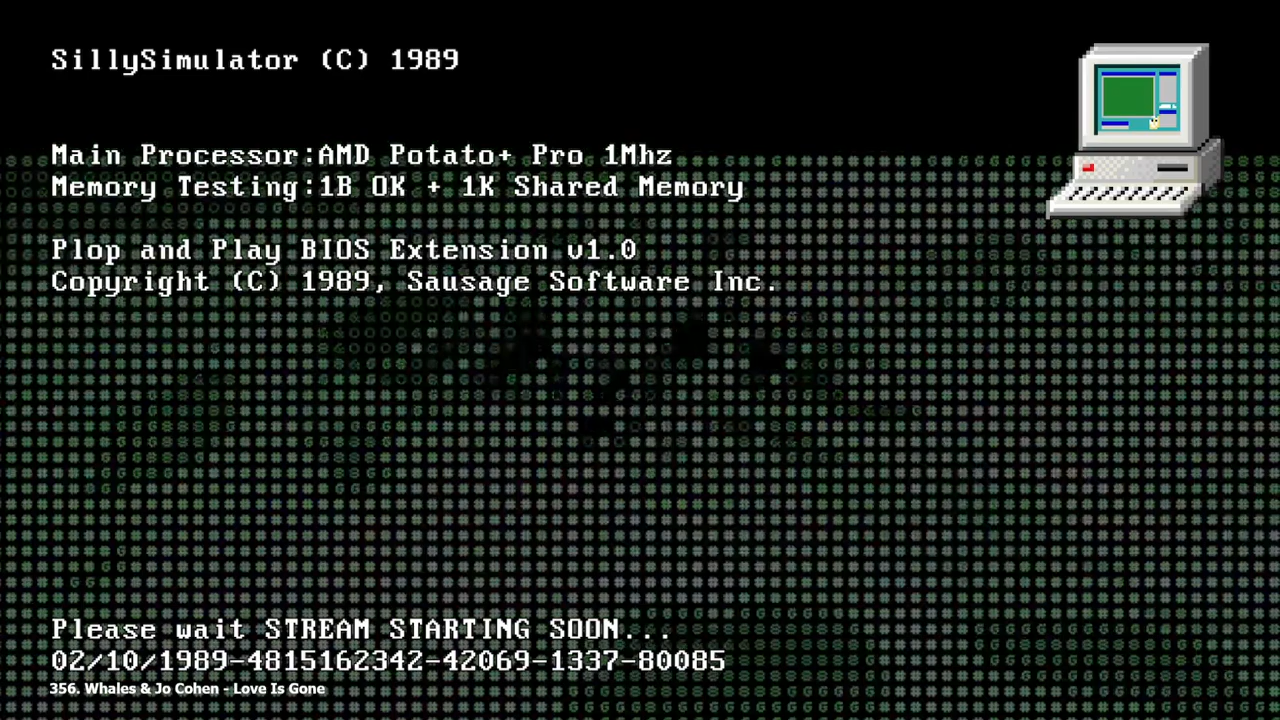 SillySimulator (C) 1989
Main Processor:AMD Potato+ Pro 1Mhz
Memory Testing:1B OK + 1K Shared Memory
Plop and Play BIOS Extension v1.0
Copyright (C) 1989, Sausage Software Inc.
Please wait STREAM STARTING SOON...
02/10/1989-4815162342-42069-1337-80085
356. Whales & Jo Cohen - Love Is Gone